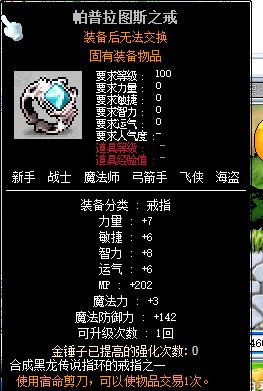 帕普拉图斯之戒
装备后无法交换
固有装备物品
要求等级: 100
要求力量: 0
要求敏捷: 0
要求智力: 0
要求运气: 0
要求人气度: -
道具等级: -
道具经验值: -
新手 战士 魔法师 弓箭手 飞侠 海盗
装备分类: 戒指
力量: +7
敏捷: +6
智力: +8
运气: +6
MP: +202
魔法力: +3
魔法防御力: +142
可升级次数: 1回
金锤子已提高的强化次数: 0
合成黑龙传说指环的戒指之一
使用宿命剪刀，可以使物品交易1次。